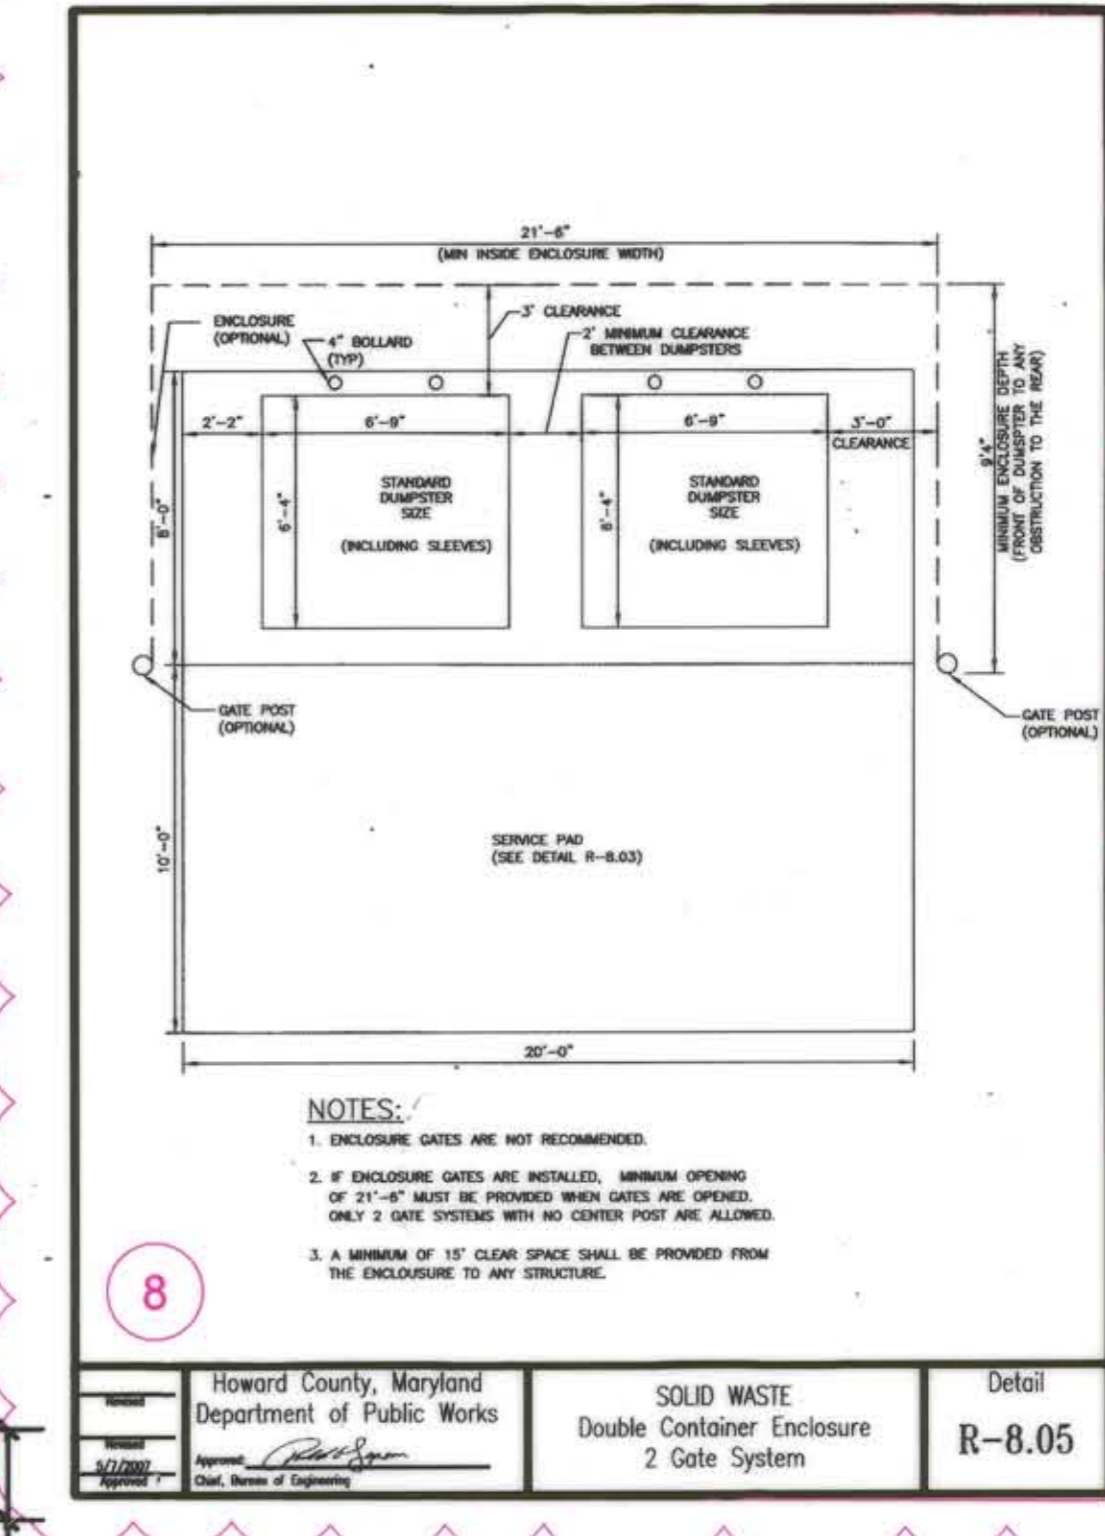 21'-6"
(MIN INSIDE ENCLOSURE WIDTH)
ENCLOSURE
(OPTIONAL)
4" BOLLARD
(TYP)
3' CLEARANCE
2' MINIMUM CLEARANCE
BETWEEN DUMPSTERS
2'-2"
6'-9"
6'-9"
3'-0"
CLEARANCE
9'4"
MINIMUM ENCLOSURE DEPTH
(FRONT OF DUMSPTER TO ANY
OBSTRUCTION TO THE REAR)
8'-0"
6'-4"
STANDARD
DUMPSTER
SIZE
(INCLUDING SLEEVES)
6'-4"
STANDARD
DUMPSTER
SIZE
(INCLUDING SLEEVES)
GATE POST
(OPTIONAL)
GATE POST
(OPTIONAL)
10'-0"
SERVICE PAD
(SEE DETAIL R-8.03)
20'-0"
NOTES:
1. ENCLOSURE GATES ARE NOT RECOMMENDED.
2. IF ENCLOSURE GATES ARE INSTALLED, MINIMUM OPENING
OF 21'-6" MUST BE PROVIDED WHEN GATES ARE OPENED.
ONLY 2 GATE SYSTEMS WITH NO CENTER POST ARE ALLOWED.
3. A MINIMUM OF 15' CLEAR SPACE SHALL BE PROVIDED FROM
THE ENCLOUSURE TO ANY STRUCTURE.
8
Revised
Revised
5/7/2007
Approved
Howard County, Maryland
Department of Public Works
Approved:
Chief, Bureau of Engineering
SOLID WASTE
Double Container Enclosure
2 Gate System
Detail
R-8.05